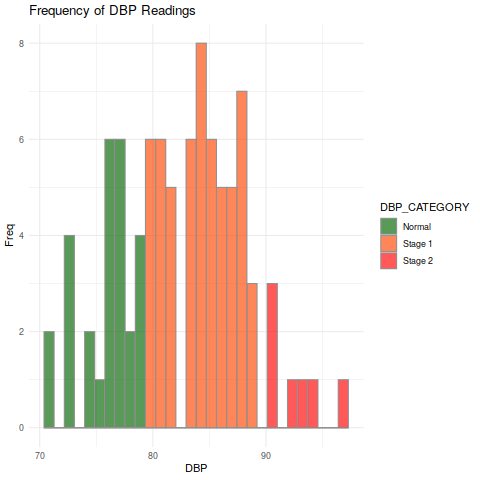 Frequency of DBP Readings
8
6
4
2
0
Freq
70
80
90
DBP
DBP_CATEGORY
Normal
Stage 1
Stage 2